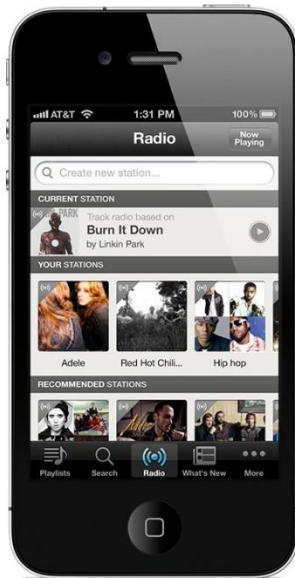 AT&T 1:31 PM 100%
Radio
Now
Playing
Create new station...
CURRENT STATION
PARK
Track radio based on
Burn It Down
by Linkin Park
YOUR STATIONS
Adele Red Hot Chili... Hip hop
RECOMMENDED STATIONS
Playlists Search Radio What's New More